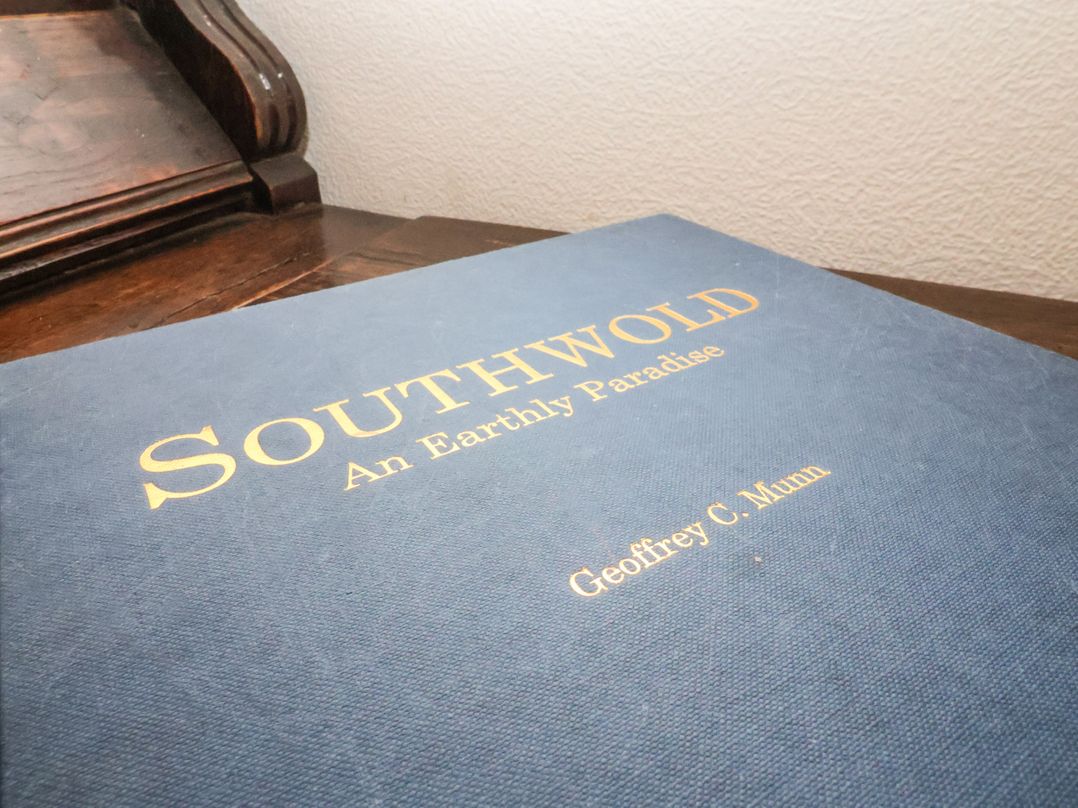 SOUTHWOLD
An Earthly Paradise
Geoffrey C. Munn